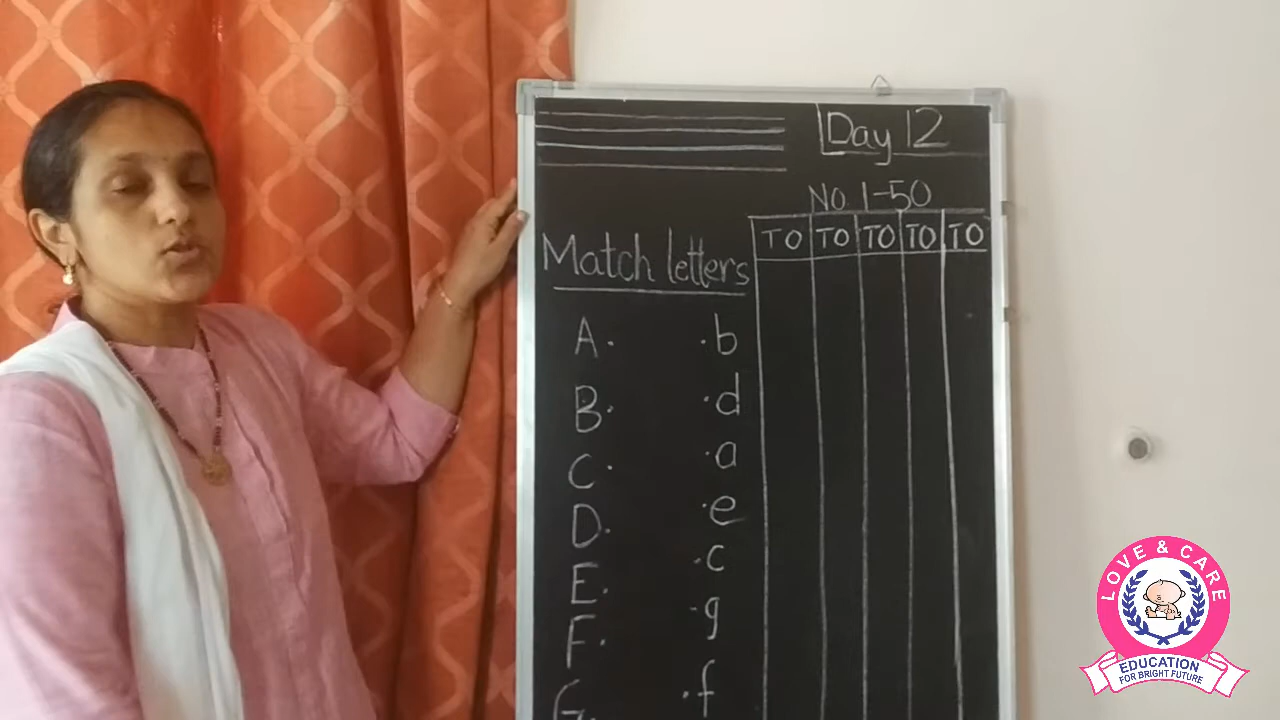 Day 12
No 1-50
TO TO TO TO TO
Match letters
A. .b
B. .d
C. .a
D. .e
E. .c
F. .g
G. .f
LOVE & CARE
EDUCATION
FOR BRIGHT FUTURE